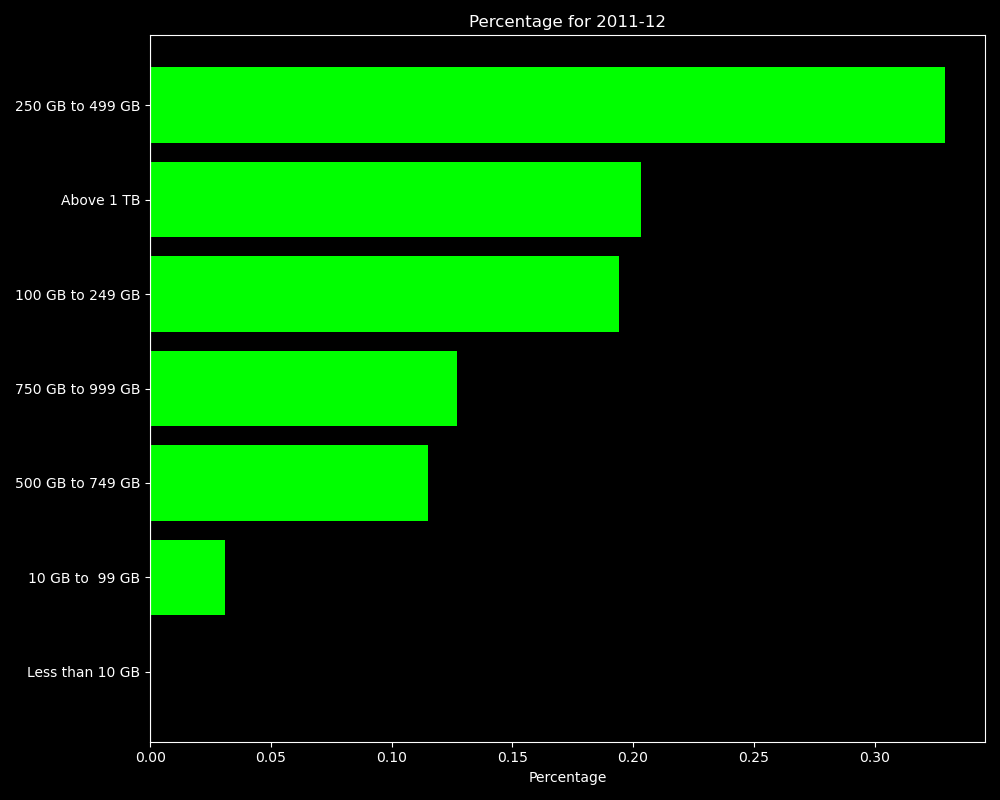 Percentage for 2011-12
250 GB to 499 GB
Above 1 TB
100 GB to 249 GB
750 GB to 999 GB
500 GB to 749 GB
10 GB to  99 GB
Less than 10 GB
0.00 0.05 0.10 0.15 0.20 0.25 0.30
Percentage